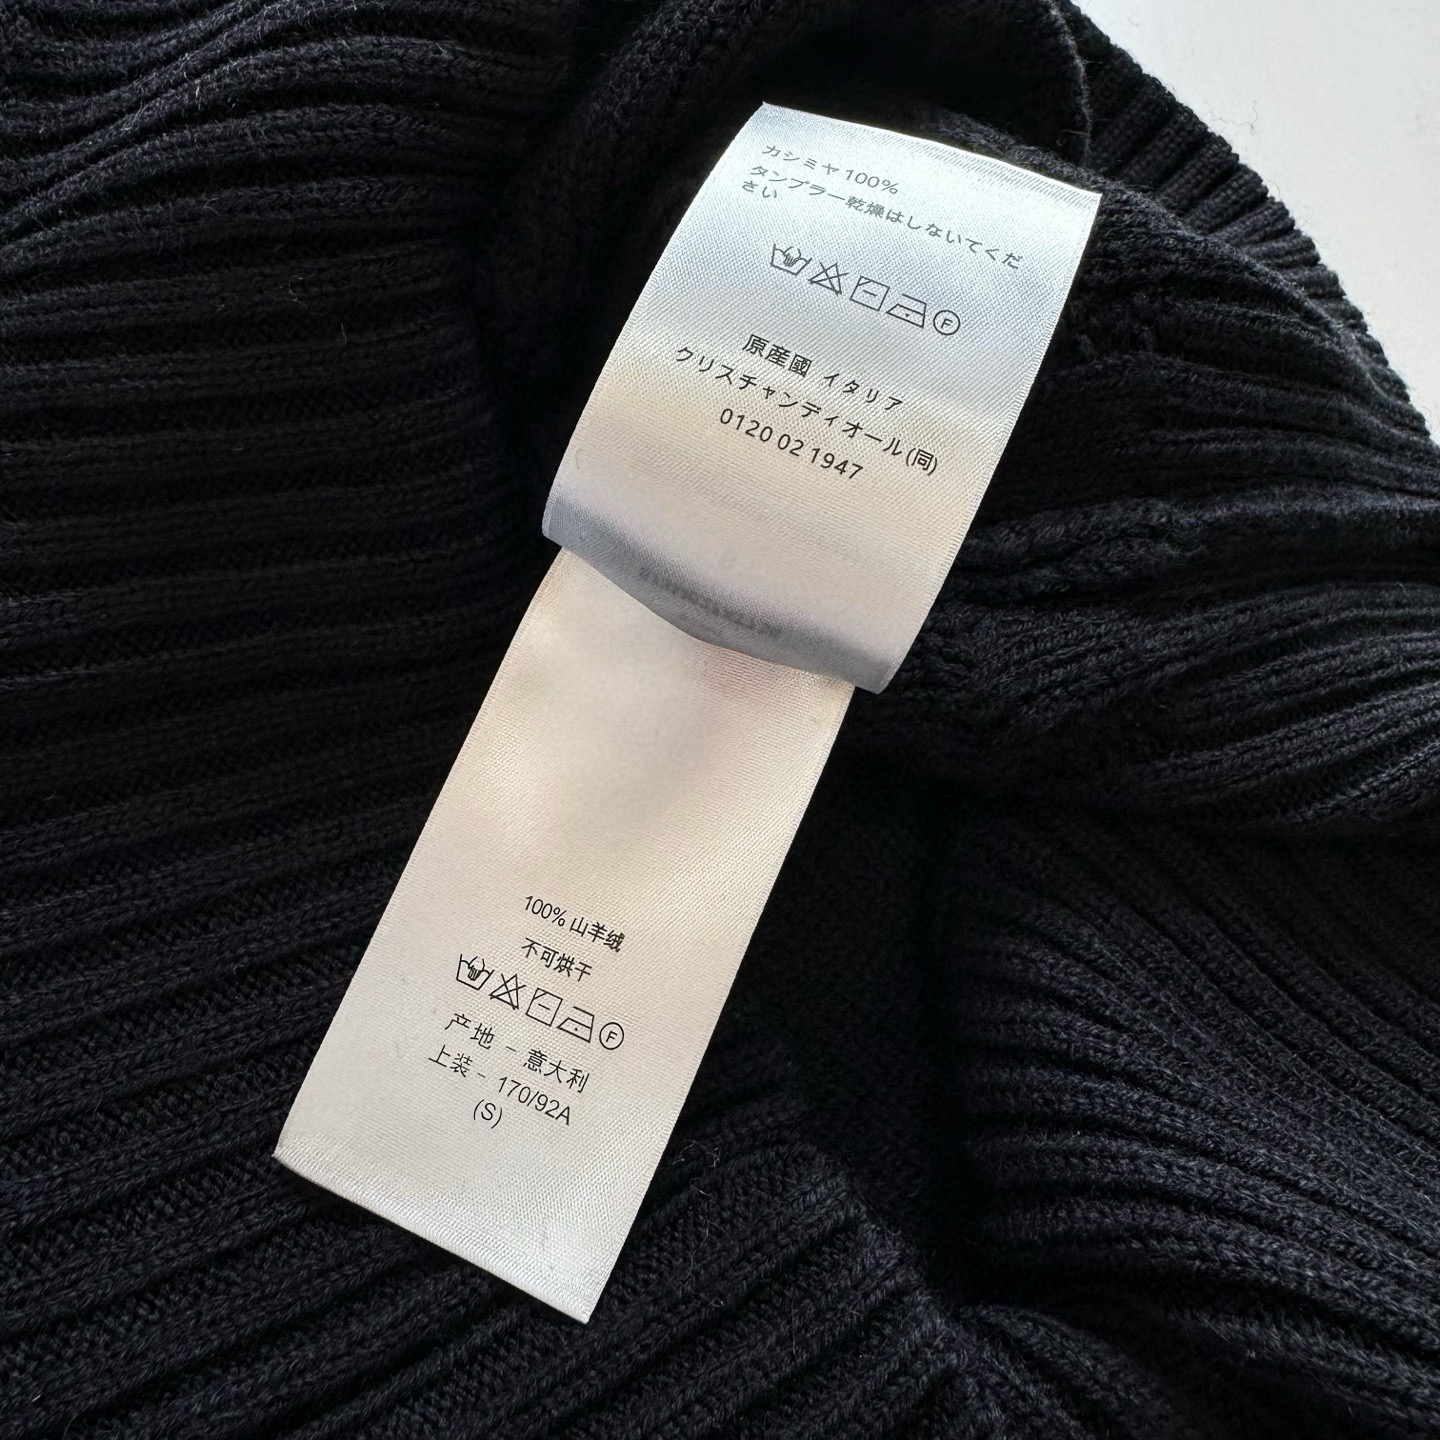 カシミヤ 100%
タンブラー乾燥はしないでくだ
さい
F
原産國 イタリア
クリスチャンディオール (同)
0120 02 1947
100% 山羊绒
不可烘干
F
产地 - 意大利
上装 - 170/92A
(S)